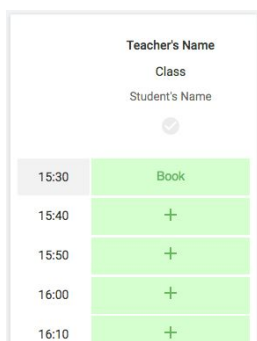 Teacher's Name
Class
Student's Name
15:30 Book
15:40 +
15:50 +
16:00 +
16:10 +